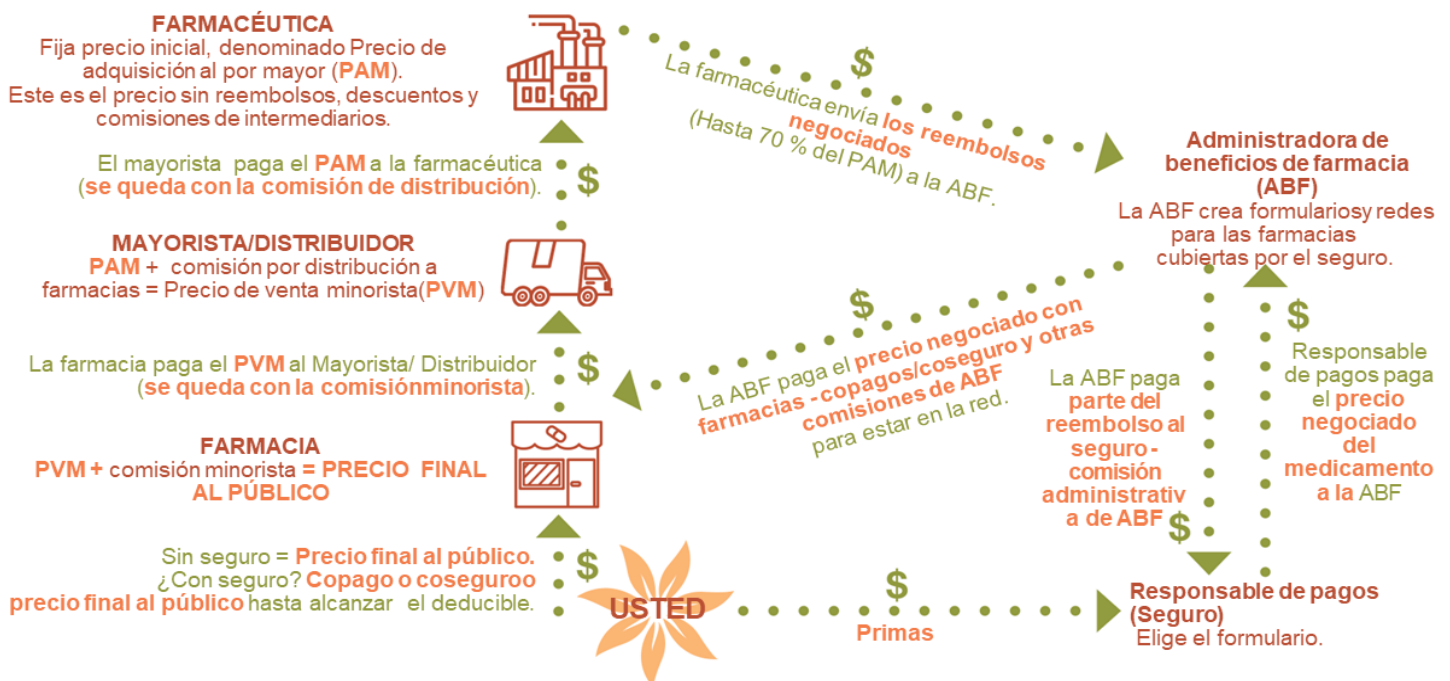 FARMACÉUTICA
Fija precio inicial, denominado Precio de
adquisición al por mayor (PAM).
Este es el precio sin reembolsos, descuentos y
comisiones de intermediarios.
$
La farmacéutica envía los reembolsos
negociados
(Hasta 70 % del PAM) a la ABF.
El mayorista paga el PAM a la farmacéutica
(se queda con la comisión de distribución).
$
Administradora de
beneficios de farmacia
(ABF)
La ABF crea formulariosy redes
para las farmacias
cubiertas por el seguro.
MAYORISTA/DISTRIBUIDOR
PAM + comisión por distribución a
farmacias = Precio de venta minorista(PVM)
$
La ABF paga el precio negociado con
farmacias - copagos/coseguro y otras
comisiones de ABF
para estar en la red.
La farmacia paga el PVM al Mayorista/ Distribuidor
(se queda con la comisiónminorista).
$
La ABF paga
parte del
reembolso al
seguro -
comisión
administrativ
a de ABF
$
$
Responsable
de pagos paga
el precio
negociado
del
medicamento
a la ABF
FARMACIA
PVM + comisión minorista = PRECIO FINAL
AL PÚBLICO
Sin seguro = Precio final al público.
¿Con seguro? Copago o coseguroo
precio final al público hasta alcanzar el deducible.
$
USTED
$
Primas
Responsable de pagos
(Seguro)
Elige el formulario.